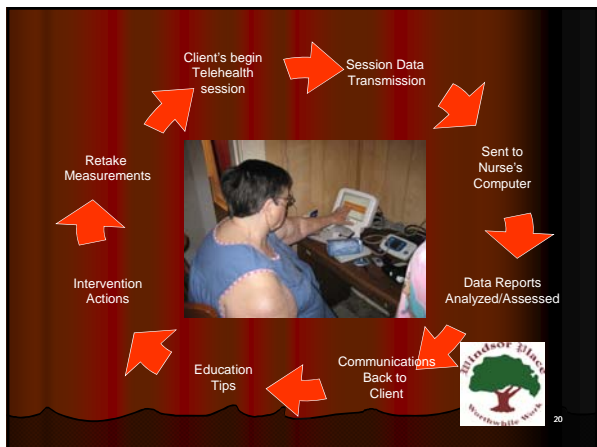 Client's begin
Telehealth
session
Session Data
Transmission
Sent to
Nurse's
Computer
Data Reports
Analyzed/Assessed
Communications
Back to
Client
Education
Tips
Intervention
Actions
Retake
Measurements
Windsor Place
Worthwhile Work
20